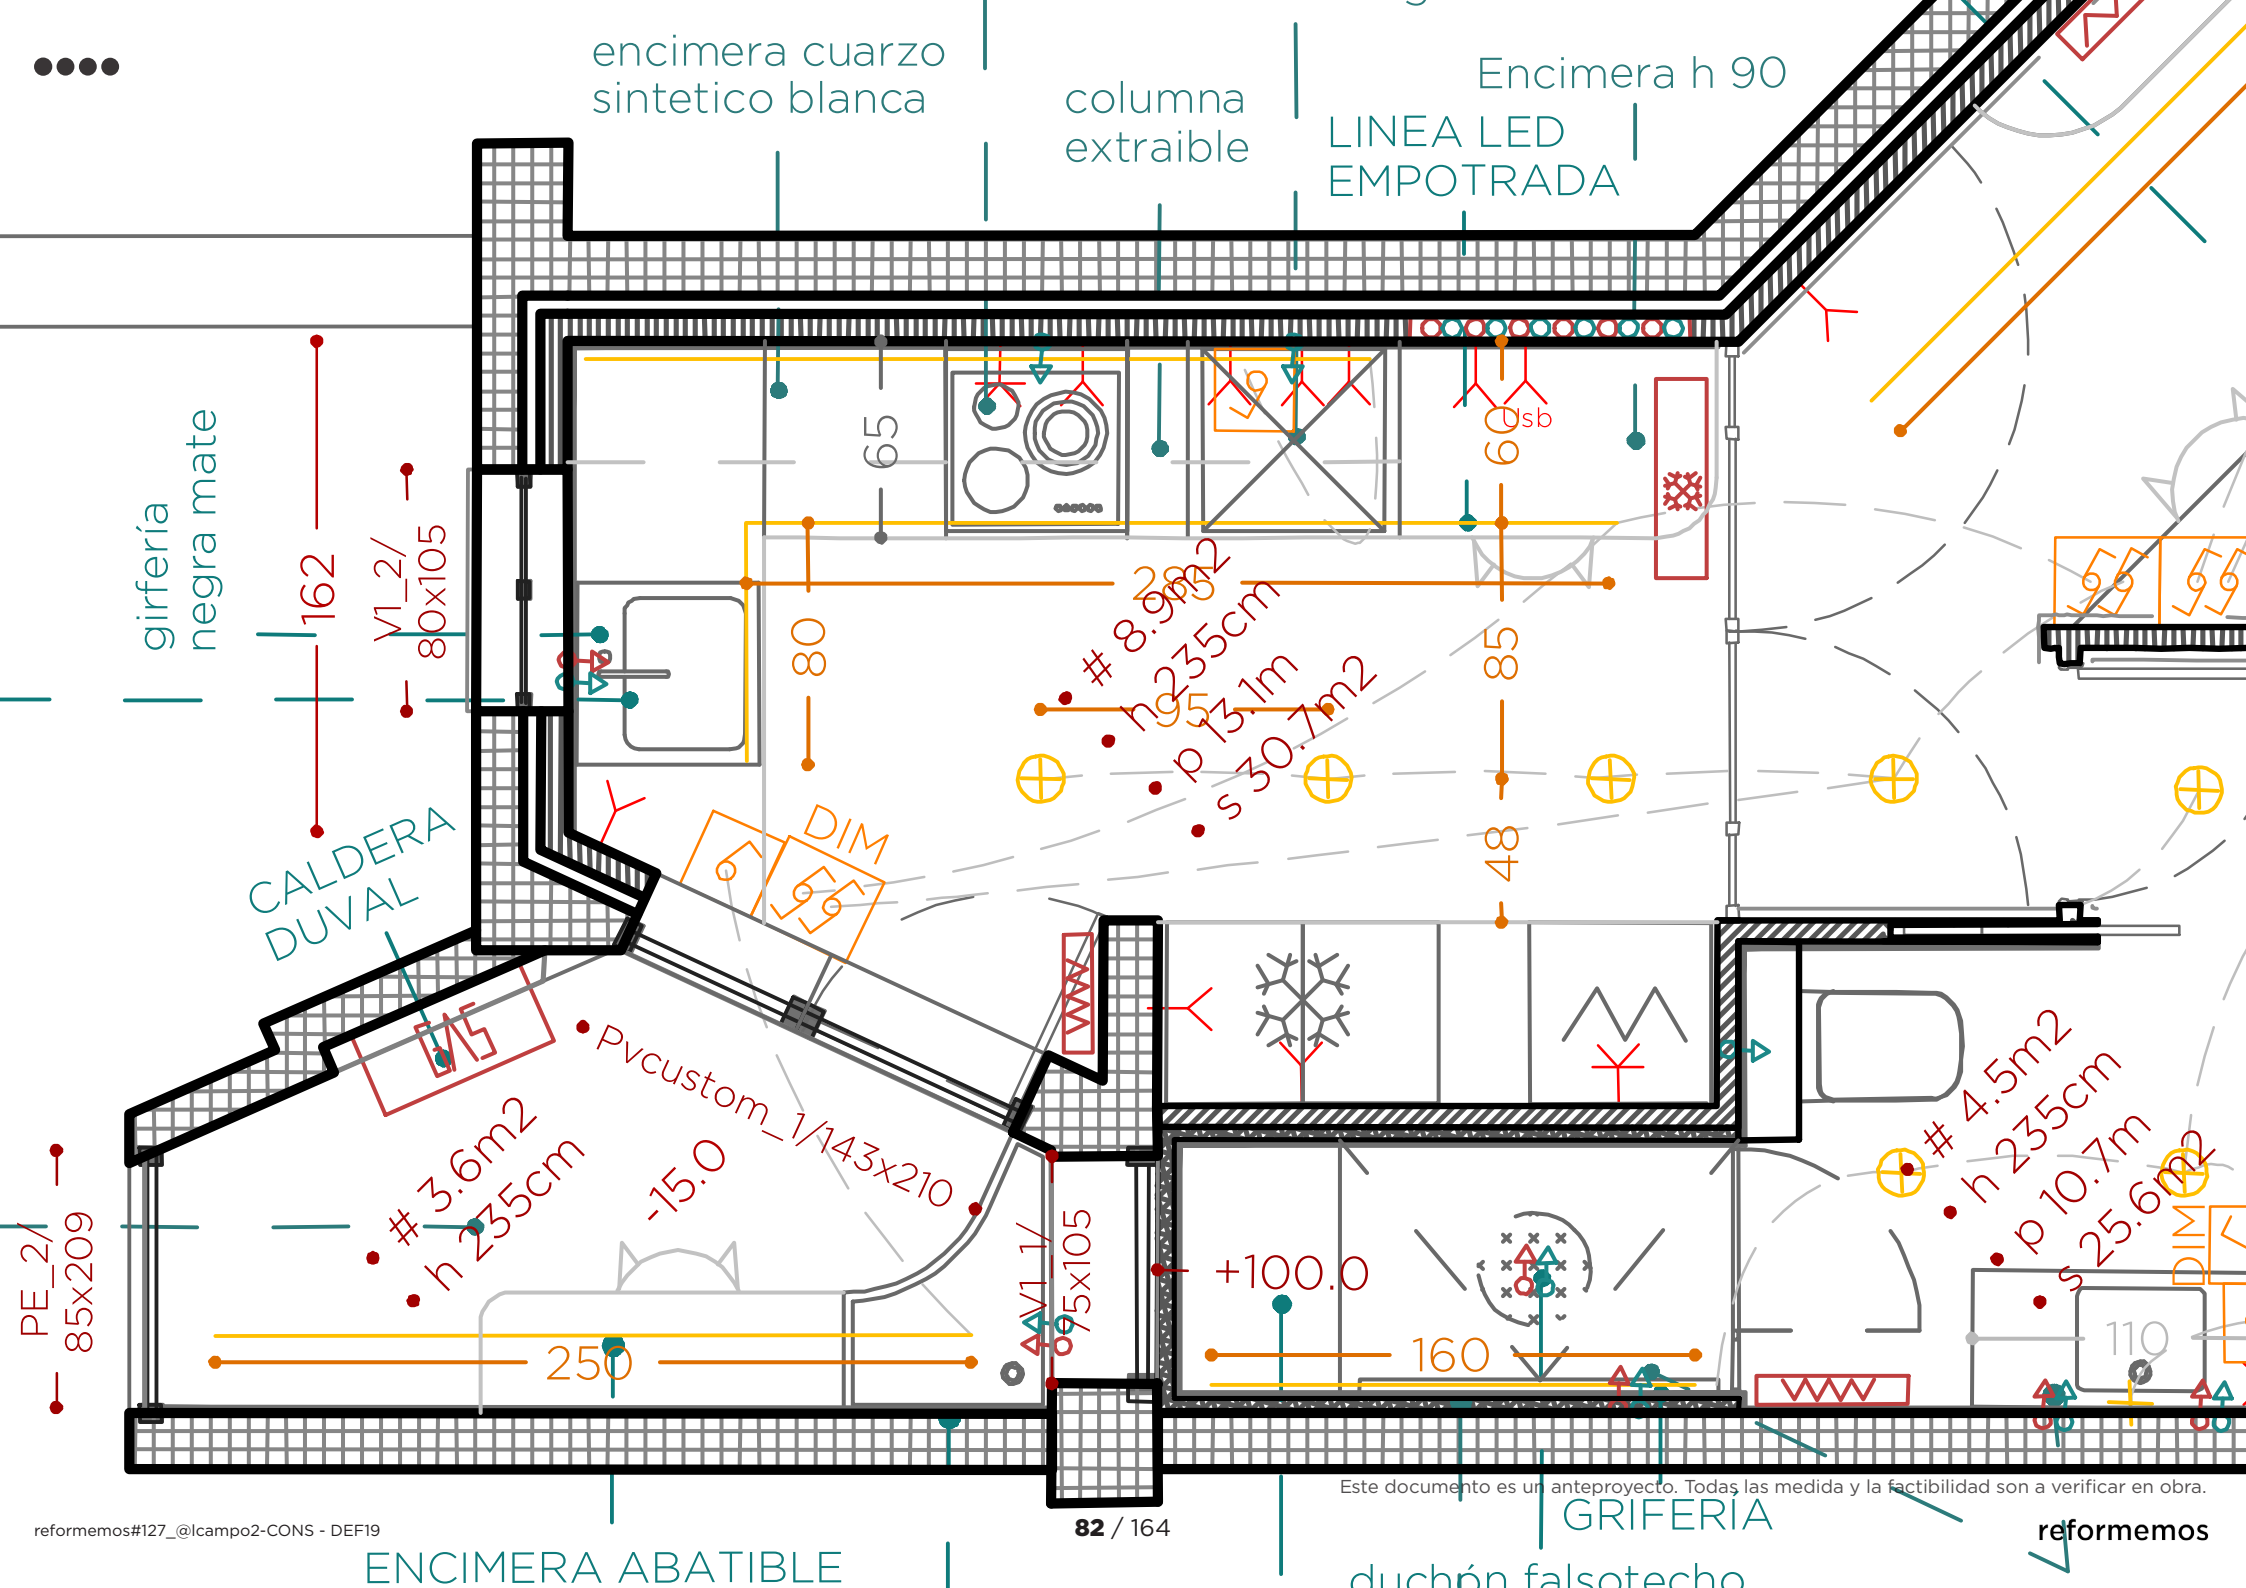 encimera cuarzo
sintetico blanca
columna
extraible
Encimera h 90
LINEA LED
EMPOTRADA
girfería
negra mate
162
V1_2/
80x105
65
60
Usb
285
80
85
95
48
# 8.9m2
h 235cm
p 13.1m
s 30.7m2
CALDERA
DUVAL
DIM
Pvcustom_1/143x210
# 3.6m2
h 235cm
-15.0
PE_2/
85x209
V1_1/
75x105
250
+100.0
160
# 4.5m2
h 235cm
p 10.7m
s 25.6m2
DIM
110
Este documento es un anteproyecto. Todas las medida y la factibilidad son a verificar en obra.
GRIFERÍA
reformemos#127_@lcampo2-CONS - DEF19
82 / 164
reformemos
ENCIMERA ABATIBLE
duchón falsotecho